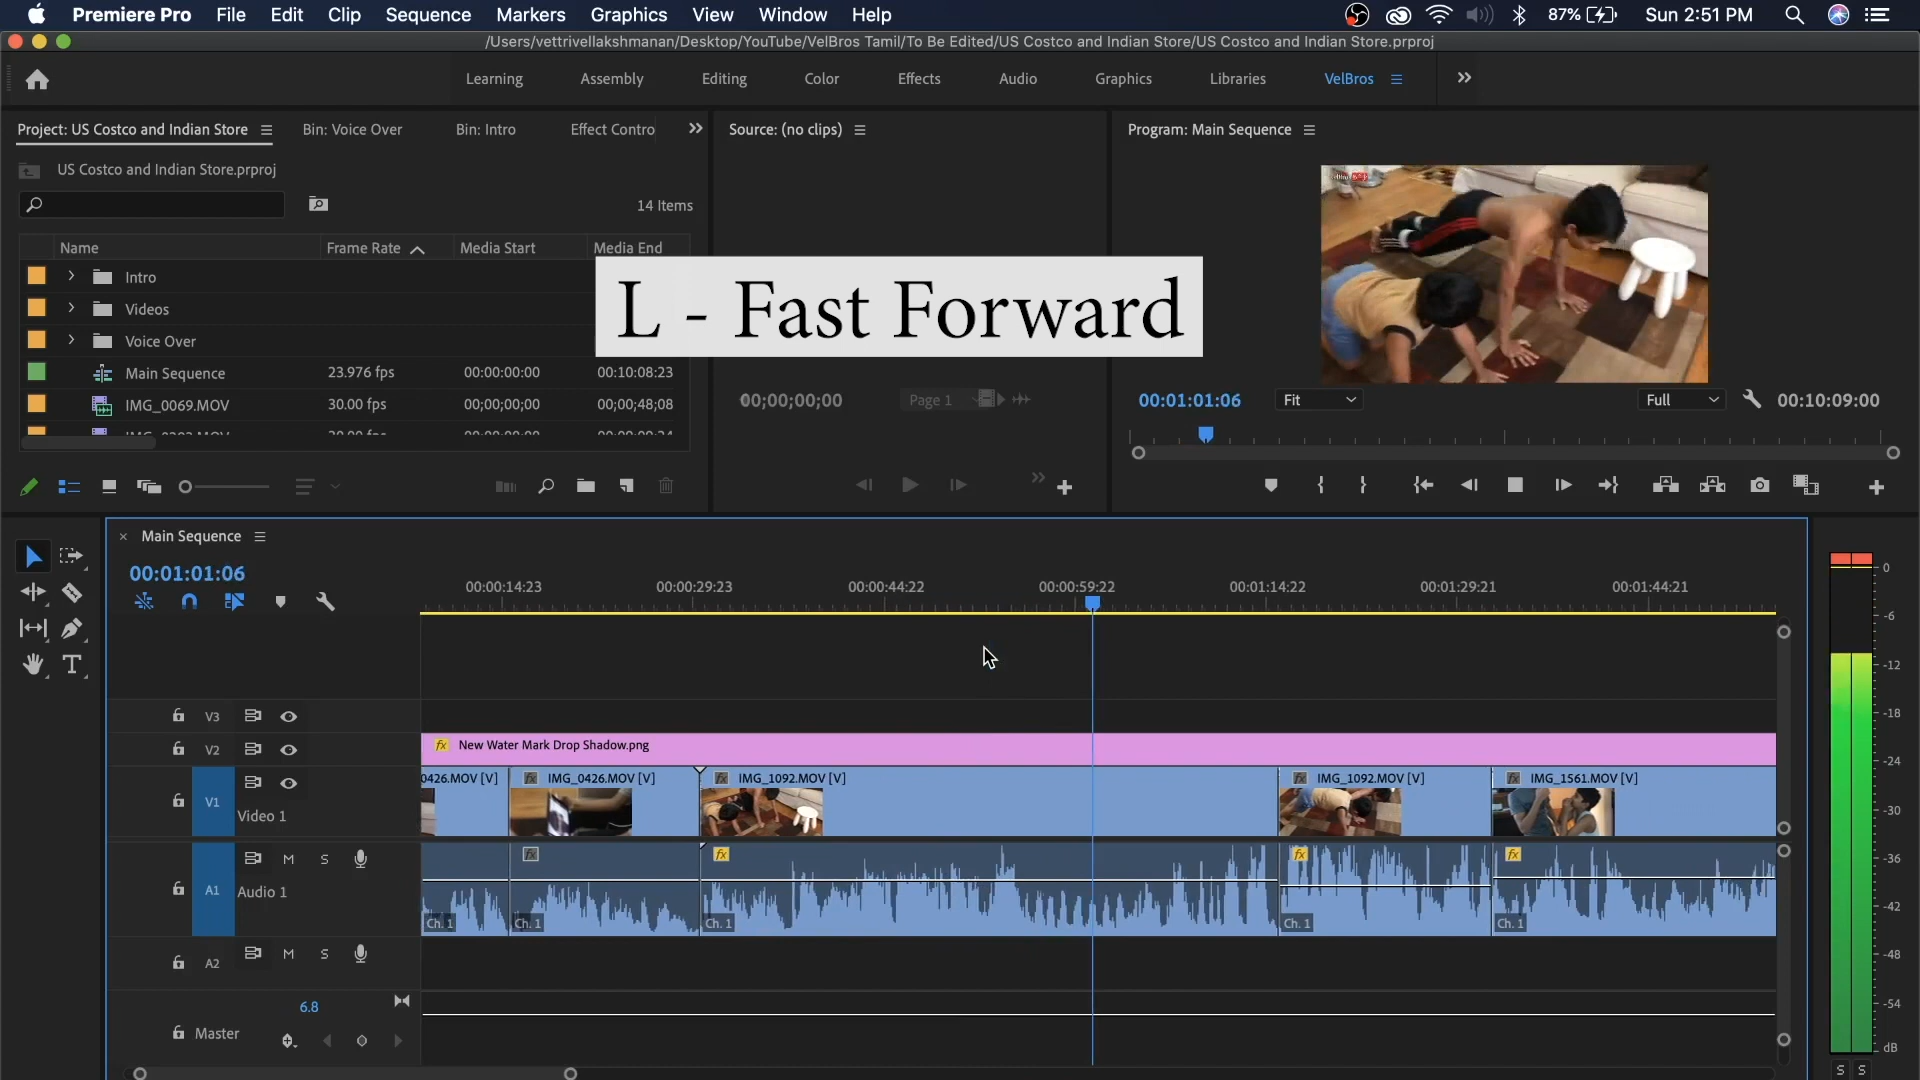 Premiere Pro File Edit Clip Sequence Markers Graphics View Window Help 87% Sun 2:51 PM
/Users/vettrivellakshmanan/Desktop/YouTube/VelBros Tamil/To Be Edited/US Costco and Indian Store/US Costco and Indian Store.prproj
Learning Assembly Editing Color Effects Audio Graphics Libraries VelBros
Project: US Costco and Indian Store Bin: Voice Over Bin: Intro Effect Contro
Source: (no clips)
Program: Main Sequence
US Costco and Indian Store.prproj
14 Items
Name Frame Rate Media Start Media End
Intro
Videos
Voice Over
Main Sequence 23.976 fps 00:00:00:00 00:10:08:23
IMG_0069.MOV 30.00 fps 00;00;00;00 00;00;48;08
L - Fast Forward
00;00;00;00 Page 1
00:01:01:06 Fit Full 00:10:09:00
Main Sequence
00:01:01:06
00:00:14:23 00:00:29:23 00:00:44:22 00:00:59:22 00:01:14:22 00:01:29:21 00:01:44:21
V3
V2 fx New Water Mark Drop Shadow.png
0426.MOV [V] fx IMG_0426.MOV [V] fx IMG_1092.MOV [V] fx IMG_1092.MOV [V] fx IMG_1561.MOV [V]
V1 Video 1
M S fx fx fx fx
A1 Audio 1
Ch. 1 Ch. 1 Ch. 1 Ch. 1 Ch. 1
A2 M S
6.8
Master
0
-6
-12
-18
-24
-30
-36
-42
-48
-54
dB
S S